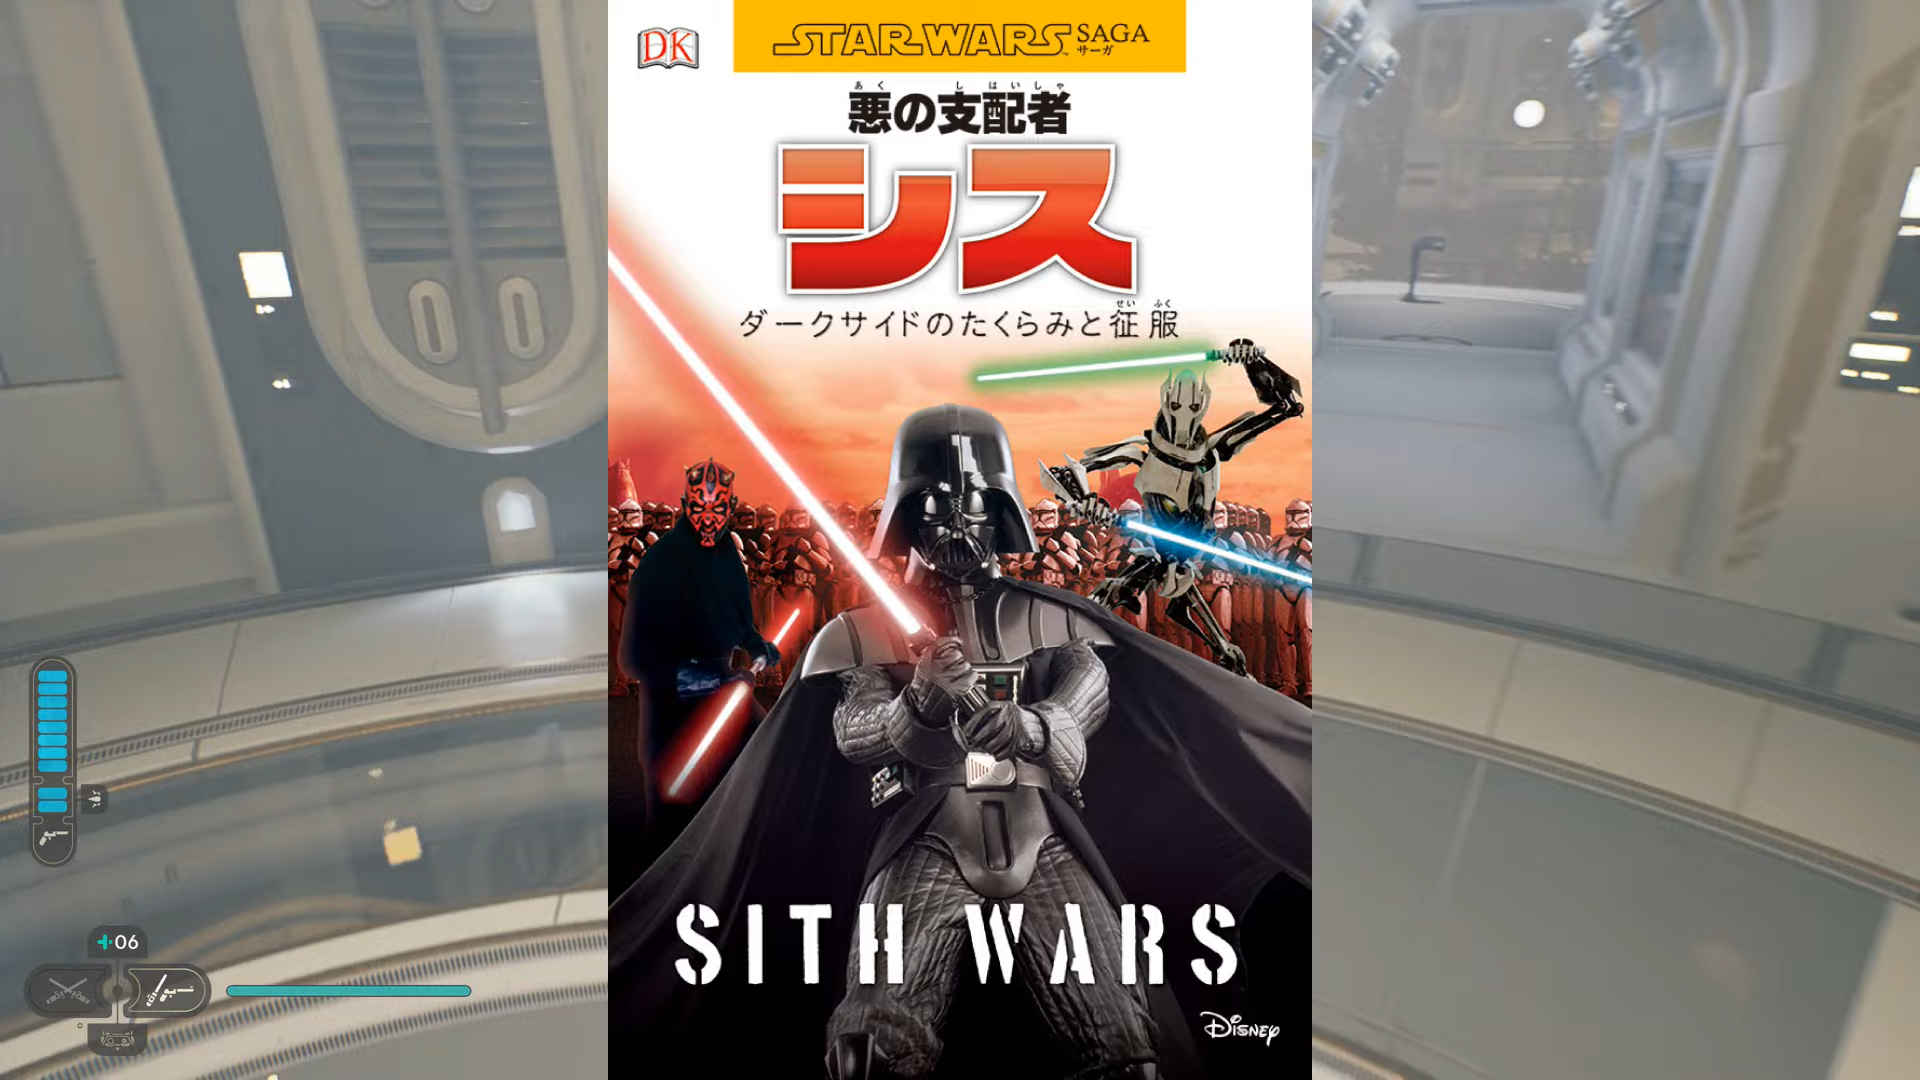 DK
STAR WARS SAGA
サーガ
あく しはいしゃ
悪の支配者
シス
せい ふく
ダークサイドのたくらみと征服
SITH WARS
Disney
06